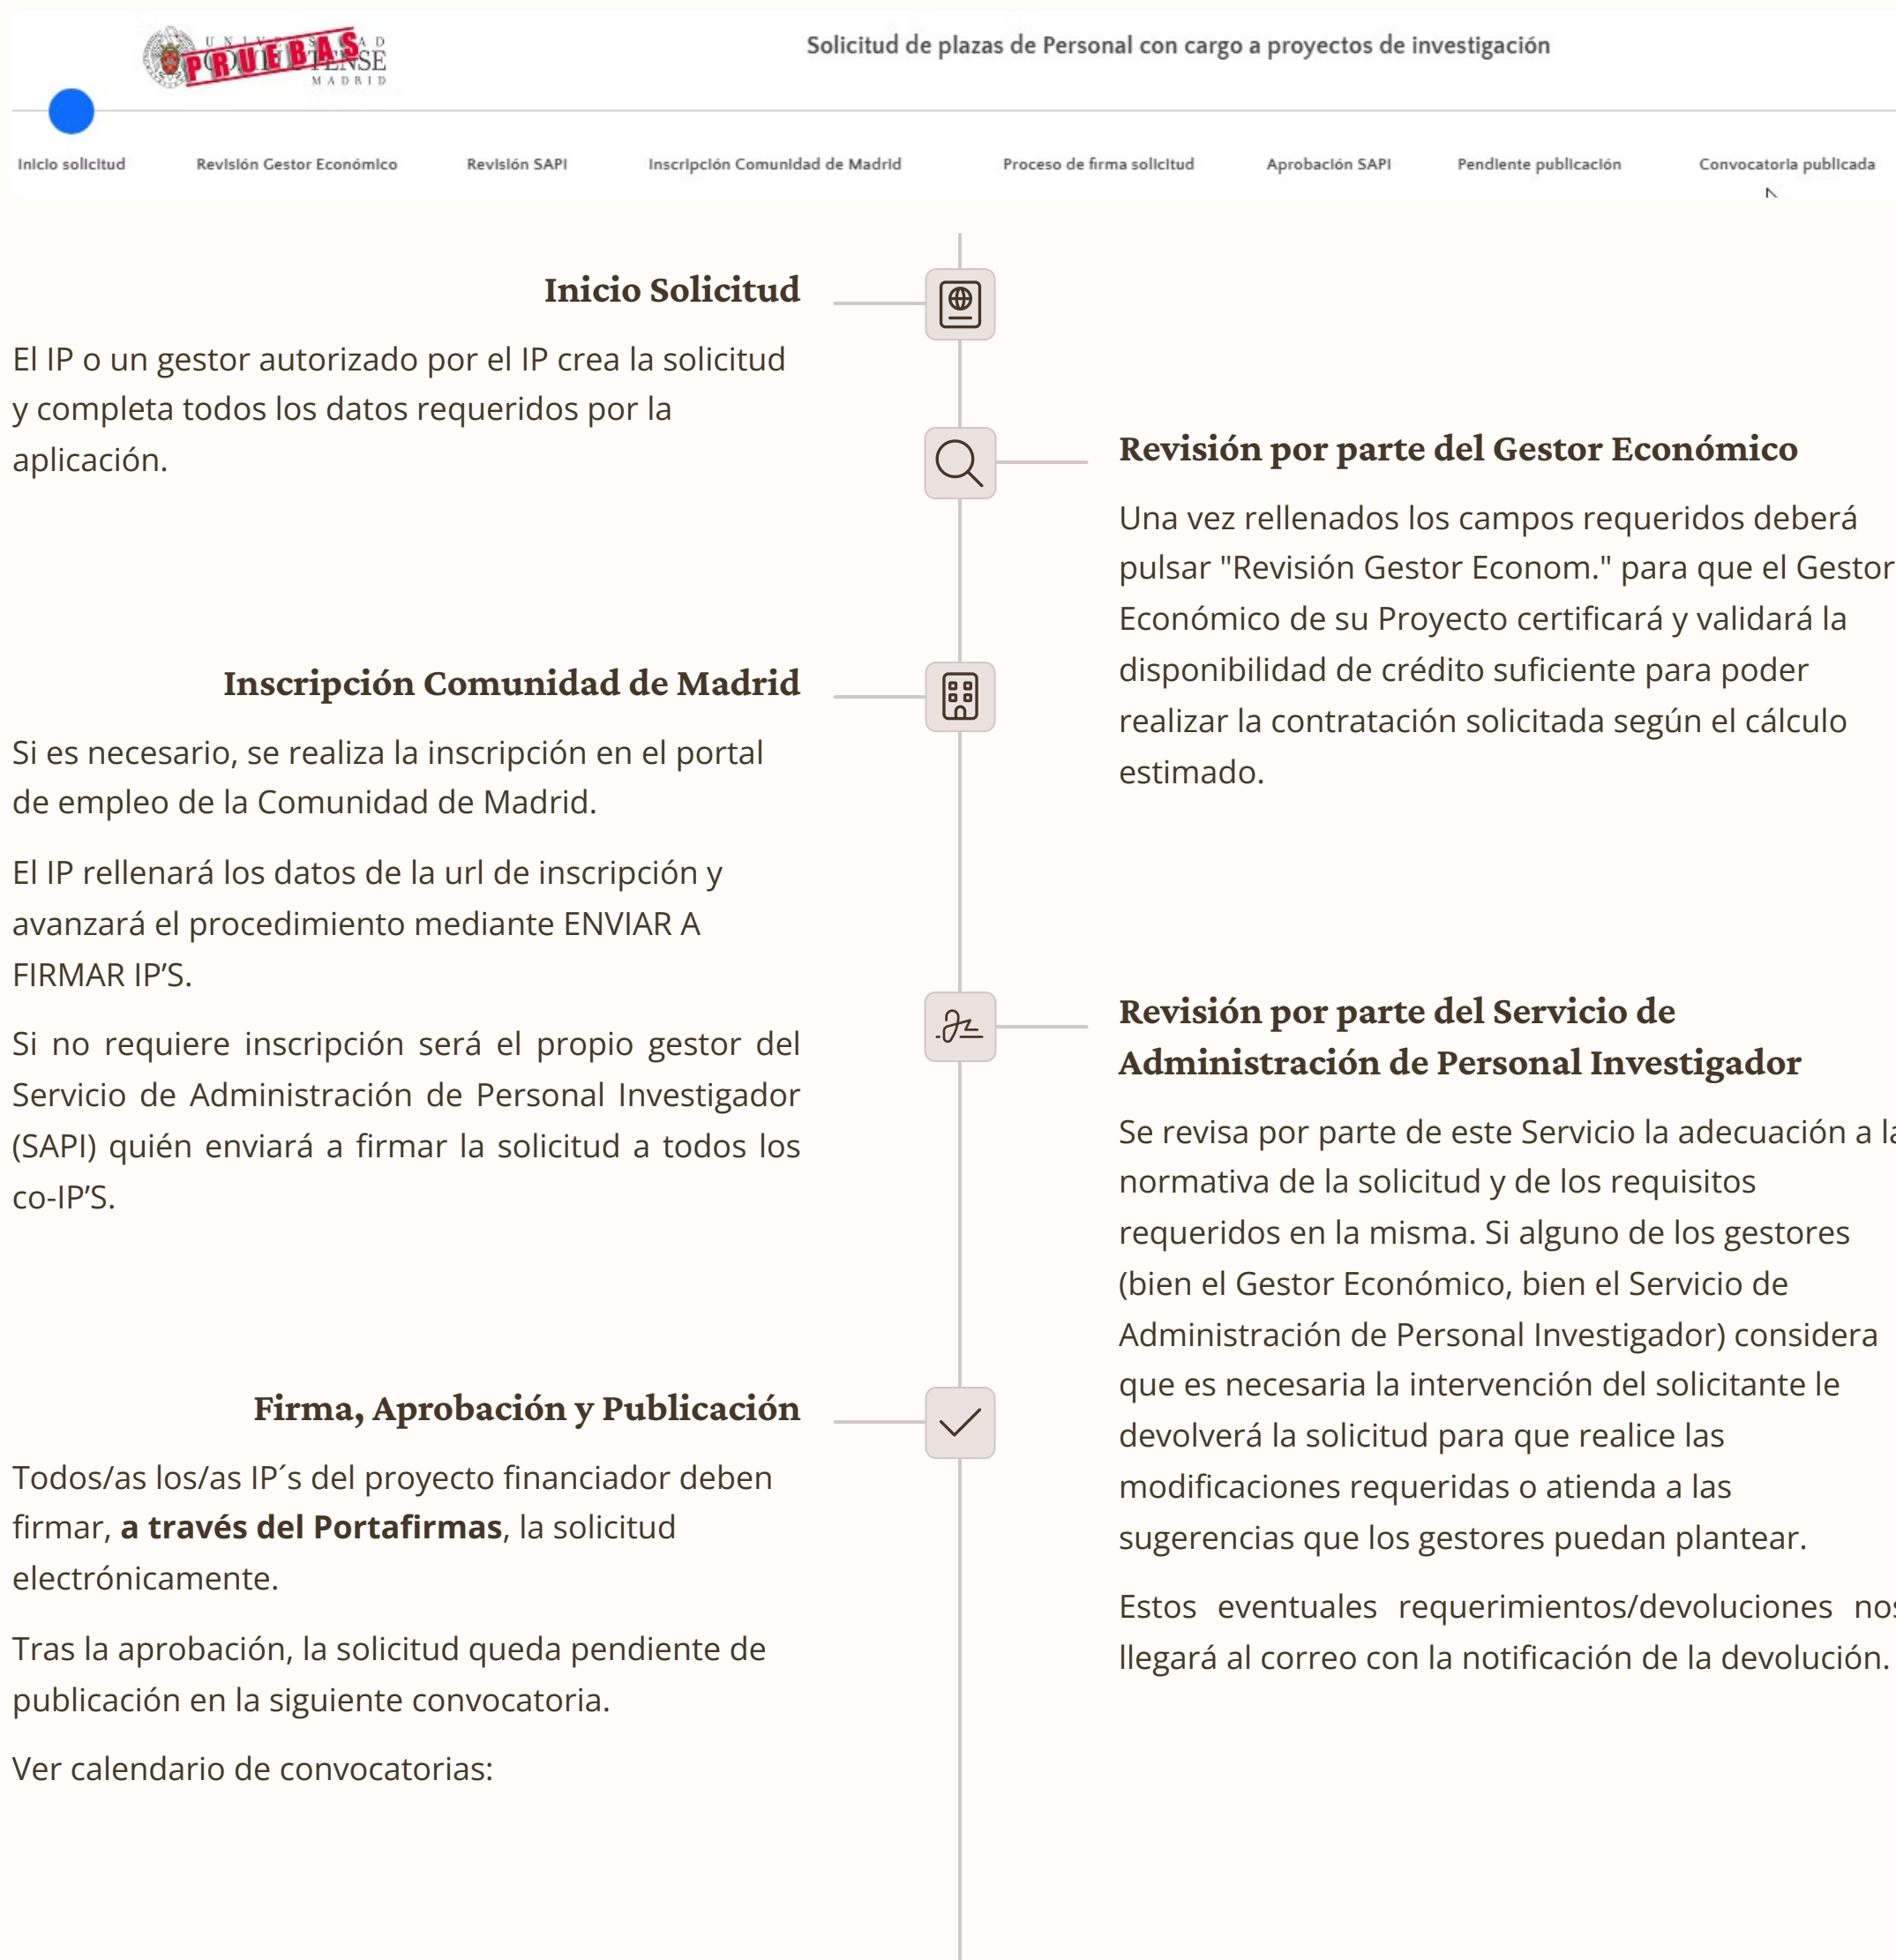 UNIVERSIDAD
COMPLUTENSE
MADRID
PRUEBAS
Solicitud de plazas de Personal con cargo a proyectos de investigación
Inicio solicitud
Revisión Gestor Económico
Revisión SAPI
Inscripción Comunidad de Madrid
Proceso de firma solicitud
Aprobación SAPI
Pendiente publicación
Convocatoria publicada
Inicio Solicitud
El IP o un gestor autorizado por el IP crea la solicitud
y completa todos los datos requeridos por la
aplicación.
Revisión por parte del Gestor Económico
Una vez rellenados los campos requeridos deberá
pulsar "Revisión Gestor Econom." para que el Gestor
Económico de su Proyecto certificará y validará la
disponibilidad de crédito suficiente para poder
realizar la contratación solicitada según el cálculo
estimado.
Inscripción Comunidad de Madrid
Si es necesario, se realiza la inscripción en el portal
de empleo de la Comunidad de Madrid.
El IP rellenará los datos de la url de inscripción y
avanzará el procedimiento mediante ENVIAR A
FIRMAR IP’S.
Si no requiere inscripción será el propio gestor del
Servicio de Administración de Personal Investigador
(SAPI) quién enviará a firmar la solicitud a todos los
co-IP’S.
Revisión por parte del Servicio de
Administración de Personal Investigador
Se revisa por parte de este Servicio la adecuación a la
normativa de la solicitud y de los requisitos
requeridos en la misma. Si alguno de los gestores
(bien el Gestor Económico, bien el Servicio de
Administración de Personal Investigador) considera
que es necesaria la intervención del solicitante le
devolverá la solicitud para que realice las
modificaciones requeridas o atienda a las
sugerencias que los gestores puedan plantear.
Estos eventuales requerimientos/devoluciones nos
llegará al correo con la notificación de la devolución.
Firma, Aprobación y Publicación
Todos/as los/as IP´s del proyecto financiador deben
firmar, a través del Portafirmas, la solicitud
electrónicamente.
Tras la aprobación, la solicitud queda pendiente de
publicación en la siguiente convocatoria.
Ver calendario de convocatorias: